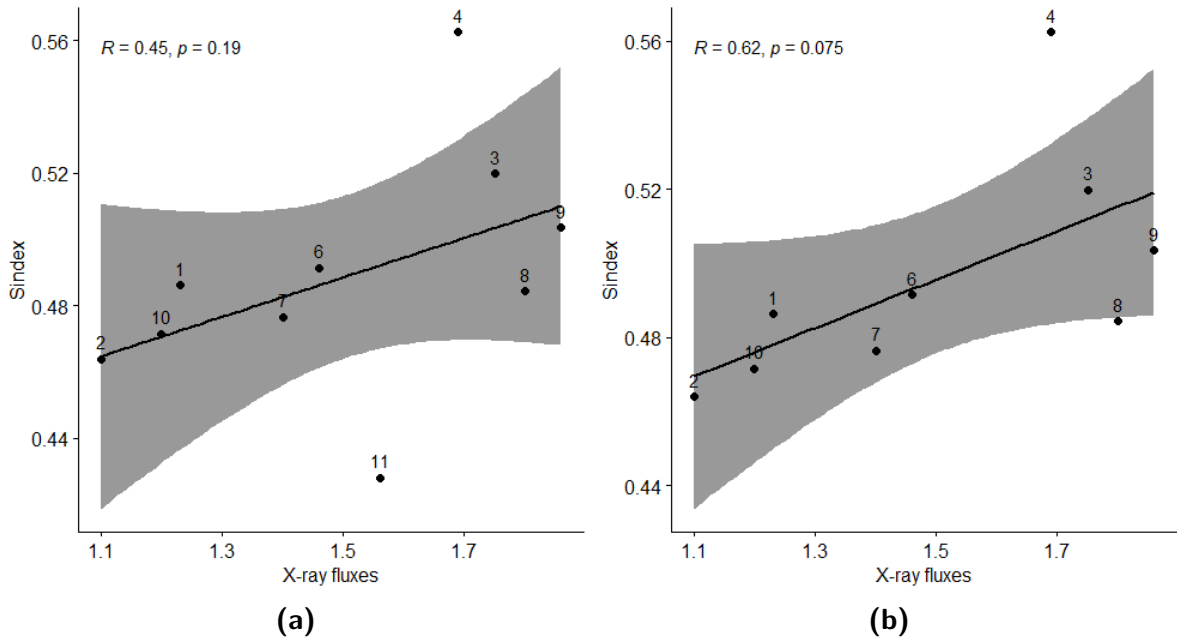 R = 0.45, p = 0.19
4
3
9
6
1
8
7
10
2
11
0.56
0.52
0.48
0.44
Sindex
1.1 1.3 1.5 1.7
X-ray fluxes
(a)
R = 0.62, p = 0.075
4
3
9
6
1
8
7
10
2
0.56
0.52
0.48
0.44
Sindex
1.1 1.3 1.5 1.7
X-ray fluxes
(b)